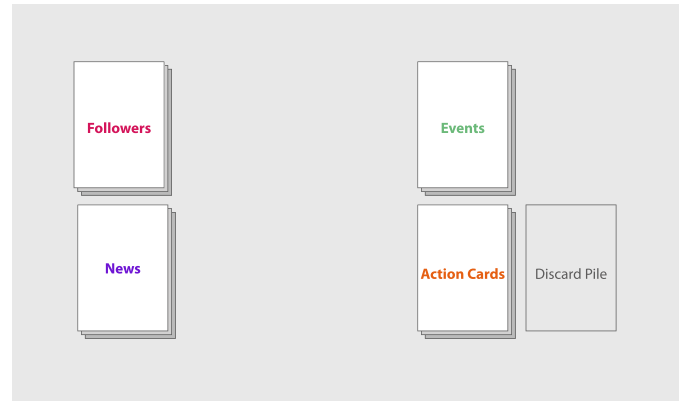 Followers
Events
News
Action Cards
Discard Pile